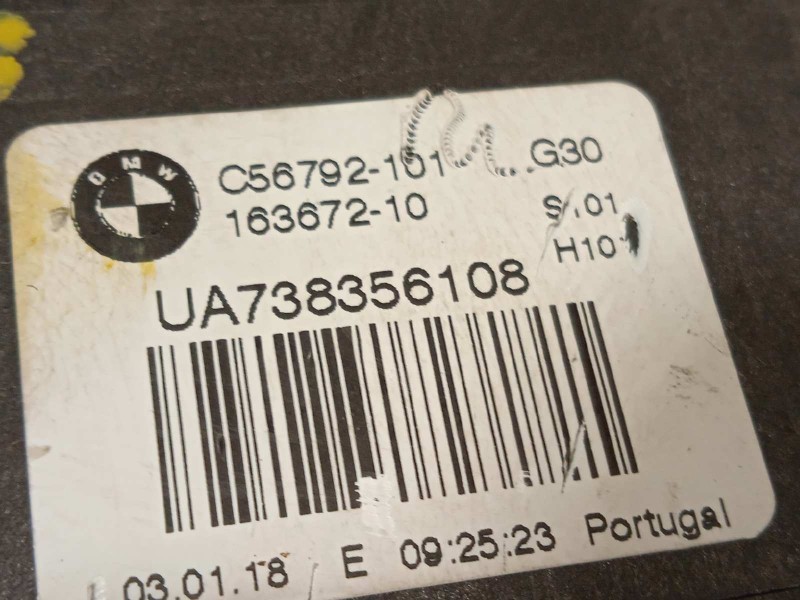 BMW
C56792-101 G30
163672-10 S .01
H10
UA738356108
03.01.18 E 09:25:23 Portugal